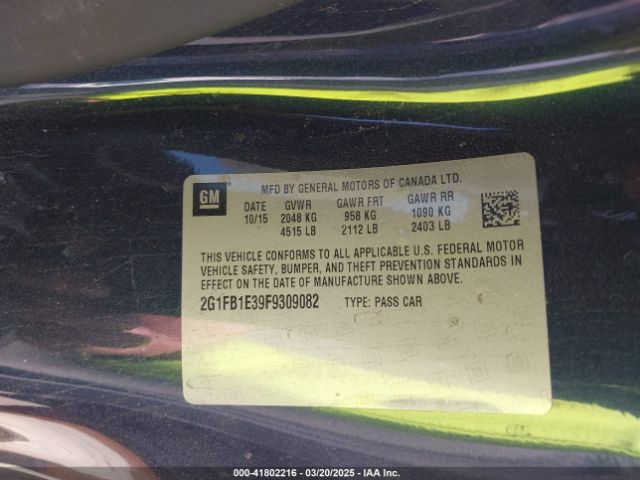 GM
MFD BY GENERAL MOTORS OF CANADA LTD.
DATE GVWR GAWR FRT GAWR RR
10/15 2048 KG 958 KG 1090 KG
4515 LB 2112 LB 2403 LB
THIS VEHICLE CONFORMS TO ALL APPLICABLE U.S. FEDERAL MOTOR
VEHICLE SAFETY, BUMPER, AND THEFT PREVENTION STANDARDS IN
EFFECT ON THE DATE OF MANUFACTURE SHOWN ABOVE.
2G1FB1E39F9309082 TYPE: PASS CAR
000-41802216 - 03/20/2025 - IAA Inc.